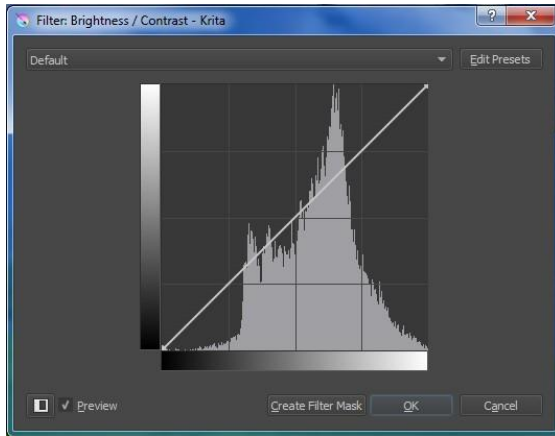 Filter: Brightness / Contrast - Krita
Default
Edit Presets
Preview
Create Filter Mask
OK
Cancel